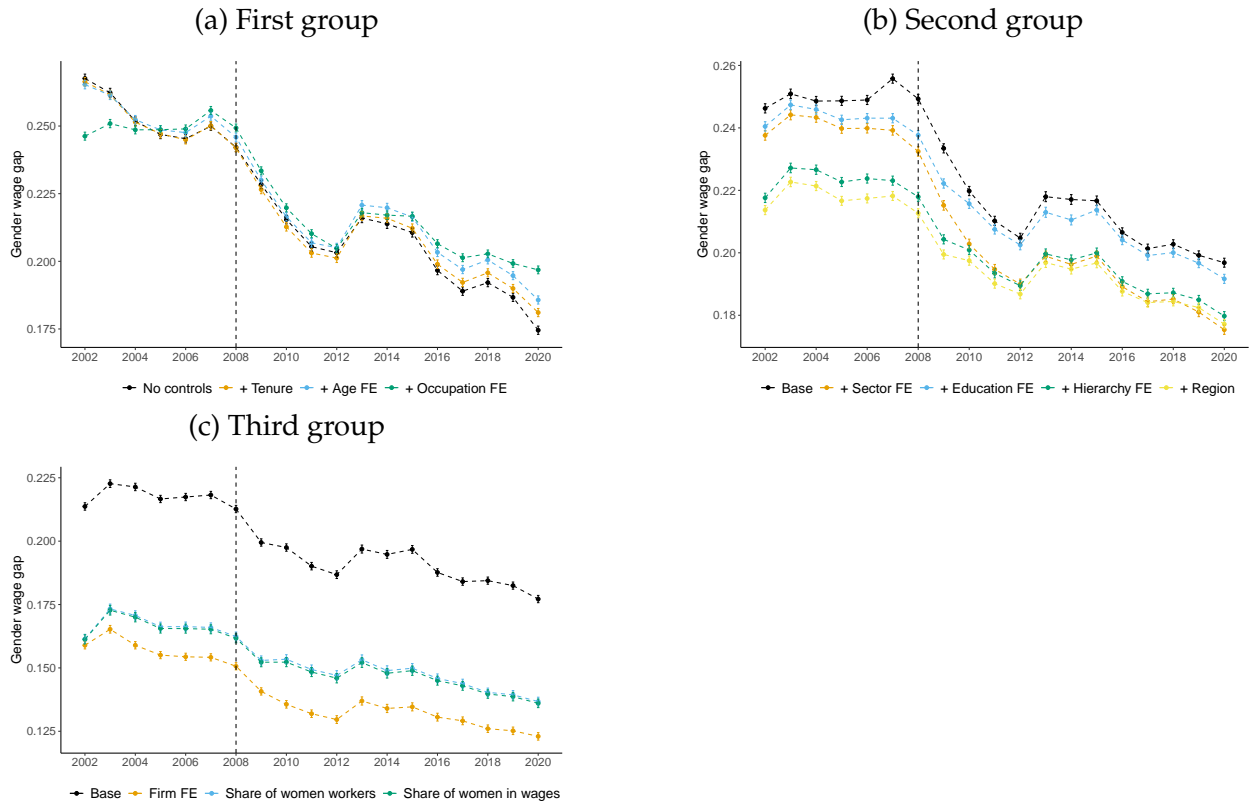 (a) First group
Gender wage gap
0.250
0.225
0.200
0.175
2002 2004 2006 2008 2010 2012 2014 2016 2018 2020
No controls + Tenure + Age FE + Occupation FE
(b) Second group
Gender wage gap
0.26
0.24
0.22
0.20
0.18
2002 2004 2006 2008 2010 2012 2014 2016 2018 2020
Base + Sector FE + Education FE + Hierarchy FE + Region
(c) Third group
Gender wage gap
0.225
0.200
0.175
0.150
0.125
2002 2004 2006 2008 2010 2012 2014 2016 2018 2020
Base Firm FE Share of women workers Share of women in wages